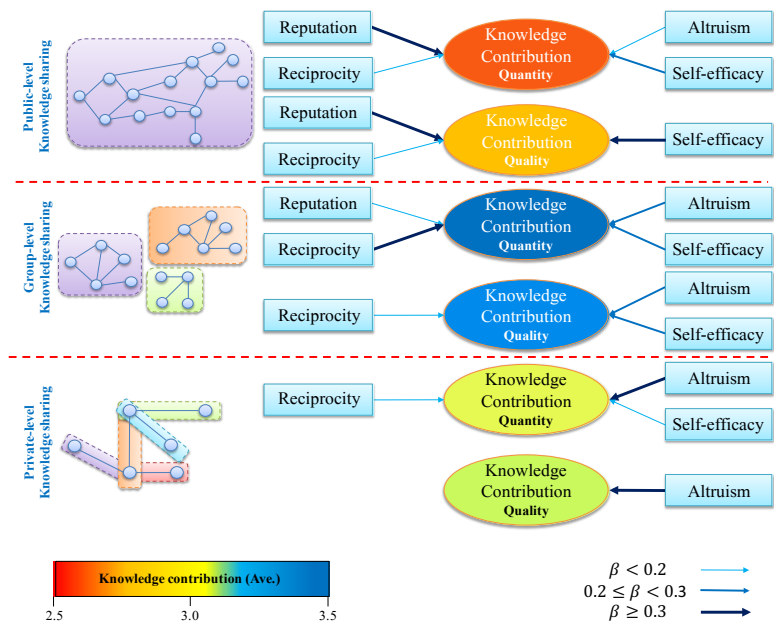 Public-level
Knowledge sharing
Reputation
Reciprocity
Knowledge
Contribution
Quantity
Altruism
Self-efficacy
Reputation
Reciprocity
Knowledge
Contribution
Quality
Self-efficacy
Group-level
Knowledge sharing
Reputation
Reciprocity
Knowledge
Contribution
Quantity
Altruism
Self-efficacy
Reciprocity
Knowledge
Contribution
Quality
Altruism
Self-efficacy
Private-level
Knowledge sharing
Reciprocity
Knowledge
Contribution
Quantity
Altruism
Self-efficacy
Knowledge
Contribution
Quality
Altruism
Knowledge contribution (Ave.)
2.5 3.0 3.5
β < 0.2
0.2 ≤ β < 0.3
β ≥ 0.3